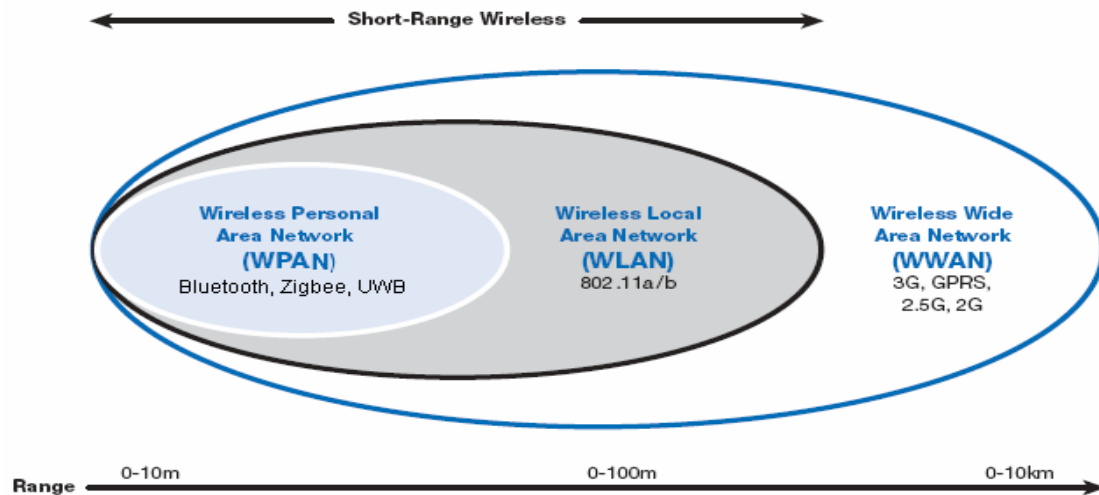 Short-Range Wireless
Wireless Personal
Area Network
(WPAN)
Bluetooth, Zigbee, UWB
Wireless Local
Area Network
(WLAN)
802.11a/b
Wireless Wide
Area Network
(WWAN)
3G, GPRS,
2.5G, 2G
0-10m
0-100m
0-10km
Range